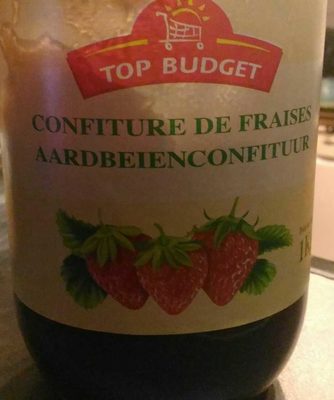 TOP BUDGET
CONFITURE DE FRAISES
AARDBEIENCONFITUUR